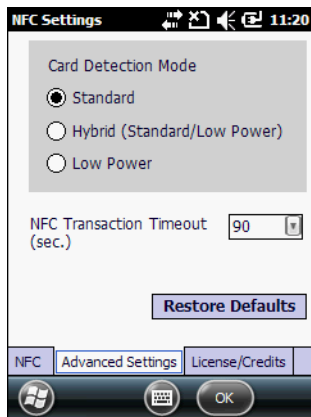 NFC Settings 11:20
Card Detection Mode
Standard
Hybrid (Standard/Low Power)
Low Power
NFC Transaction Timeout 90
(sec.)
Restore Defaults
NFC Advanced Settings License/Credits
OK